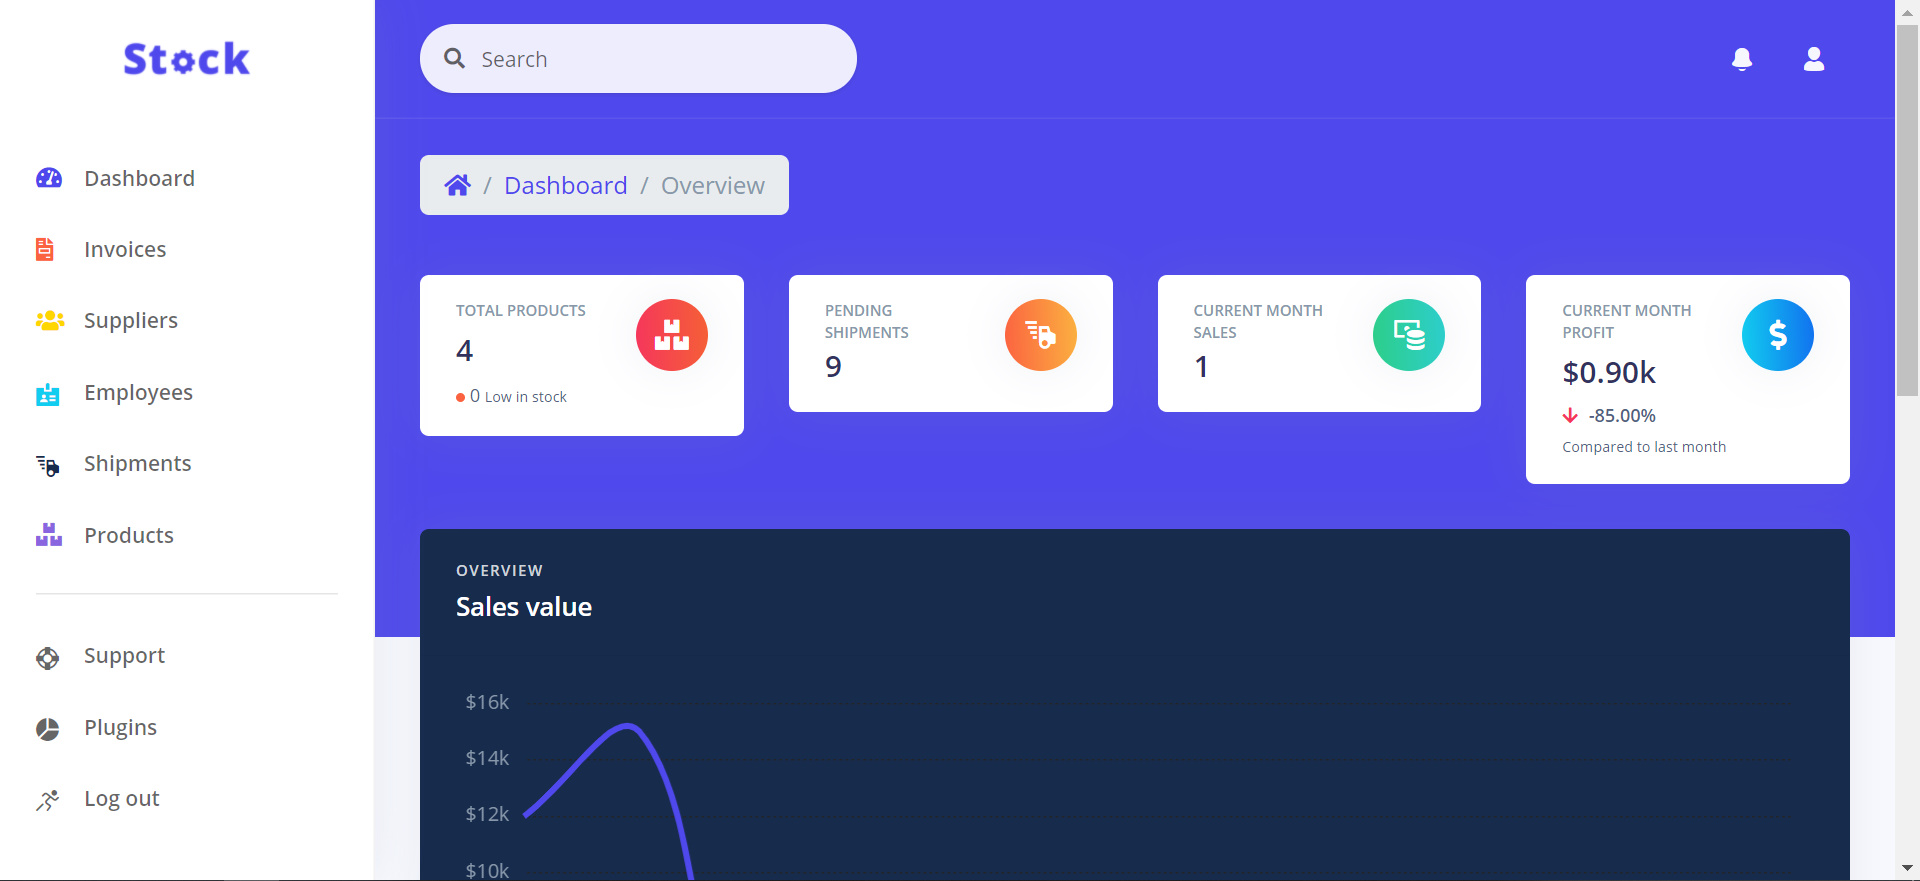 Stock
Dashboard
Invoices
Suppliers
Employees
Shipments
Products
Support
Plugins
Log out
Search
/ Dashboard / Overview
TOTAL PRODUCTS
4
0 Low in stock
PENDING
SHIPMENTS
9
CURRENT MONTH
SALES
1
CURRENT MONTH
PROFIT
$0.90k
-85.00%
Compared to last month
OVERVIEW
Sales value
$16k
$14k
$12k
$10k